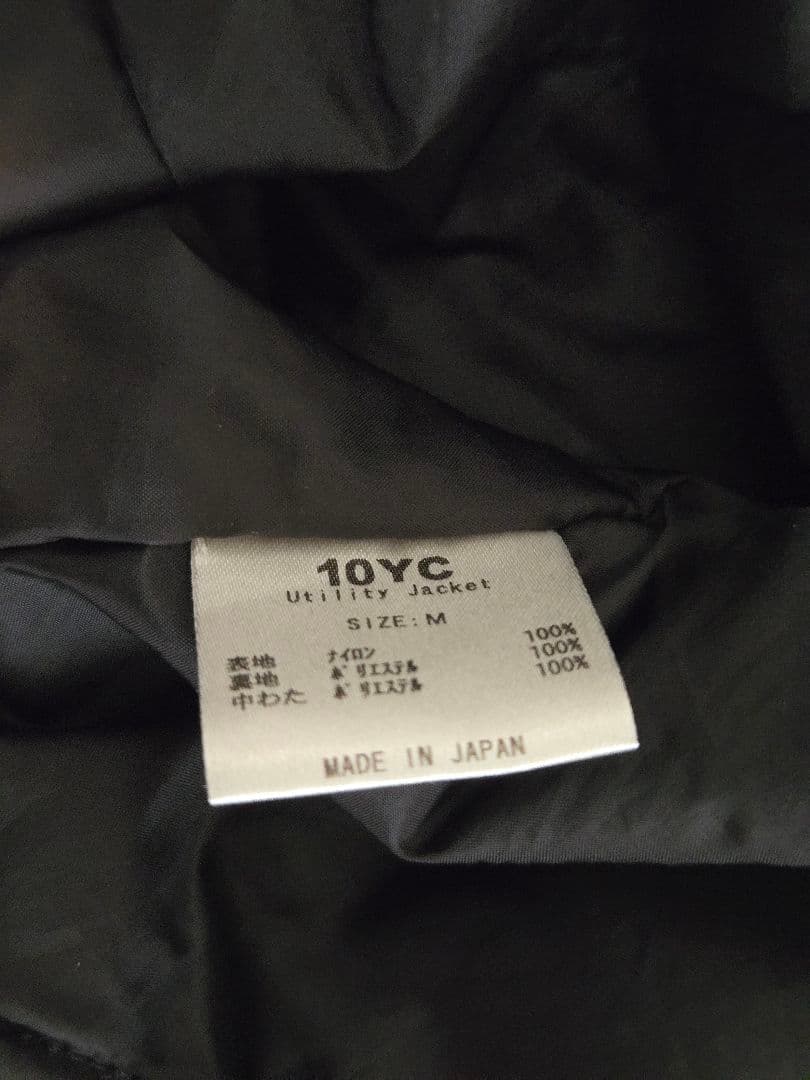 10YC
Utility Jacket
SIZE: M
表地 ナイロン 100%
裏地 ポリエステル 100%
中わた ポリエステル 100%
MADE IN JAPAN